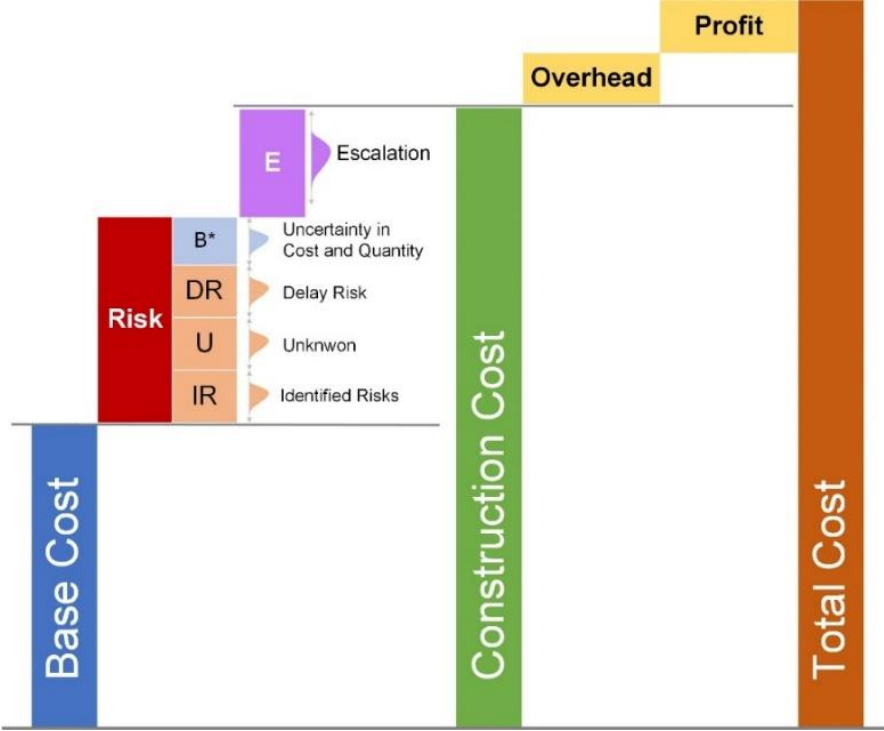 Profit
Overhead
E
Escalation
B*
Uncertainty in
Cost and Quantity
DR
Delay Risk
Risk
U
Unknwon
IR
Identified Risks
Base Cost
Construction Cost
Total Cost